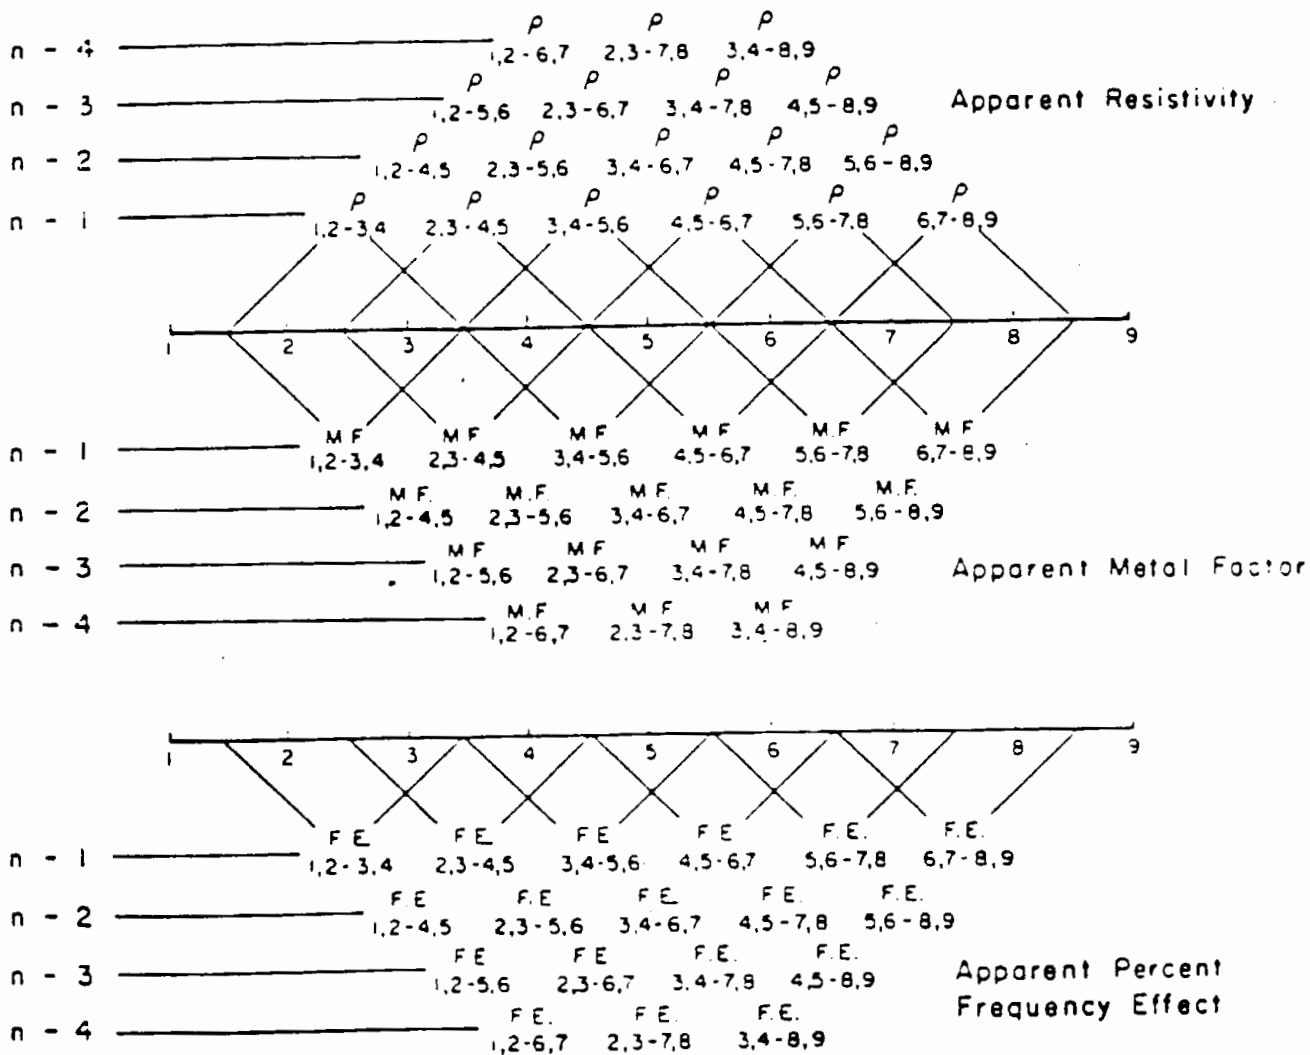 ρ ρ ρ
n - 4 1,2-6,7 2,3-7,8 3,4-8,9
ρ ρ ρ ρ
n - 3 1,2-5,6 2,3-6,7 3,4-7,8 4,5-8,9 Apparent Resistivity
ρ ρ ρ ρ ρ
n - 2 1,2-4,5 2,3-5,6 3,4-6,7 4,5-7,8 5,6-8,9
ρ ρ ρ ρ ρ ρ
n - 1 1,2-3,4 2,3-4,5 3,4-5,6 4,5-6,7 5,6-7,8 6,7-8,9
1 2 3 4 5 6 7 8 9
M F M F M F M F M.F M F
n - 1 1,2-3,4 2,3-4,5 3,4-5,6 4,5-6,7 5,6-7,8 6,7-8,9
M F. M.F. M F. M.F. M.F.
n - 2 1,2-4,5 2,3-5,6 3,4-6,7 4,5-7,8 5,6-8,9
M F M F M F M F
n - 3 1,2-5,6 2,3-6,7 3,4-7,8 4,5-8,9 Apparent Metal Factor
M.F M F M F
n - 4 1,2-6,7 2,3-7,8 3,4-8,9
1 2 3 4 5 6 7 8 9
F E. F E. F E F E F.E. F.E.
n - 1 1,2-3,4 2,3-4,5 3,4-5,6 4,5-6,7 5,6-7,8 6,7-8,9
F.E F.E F.E. F E. F.E.
n - 2 1,2-4,5 2,3-5,6 3,4-6,7 4,5-7,8 5,6-8,9
F E F E F.E. F.E.
n - 3 1,2-5,6 2,3-6,7 3,4-7,8 4,5-8,9 Apparent Percent
Frequency Effect
F E. F E. F.E.
n - 4 1,2-6,7 2,3-7,8 3,4-8,9